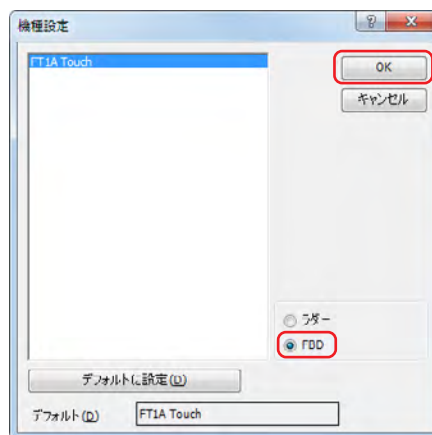 機種設定
FT1A Touch
OK
キャンセル
ラダー
FBD
デフォルトに設定(D)
デフォルト(D)
FT1A Touch